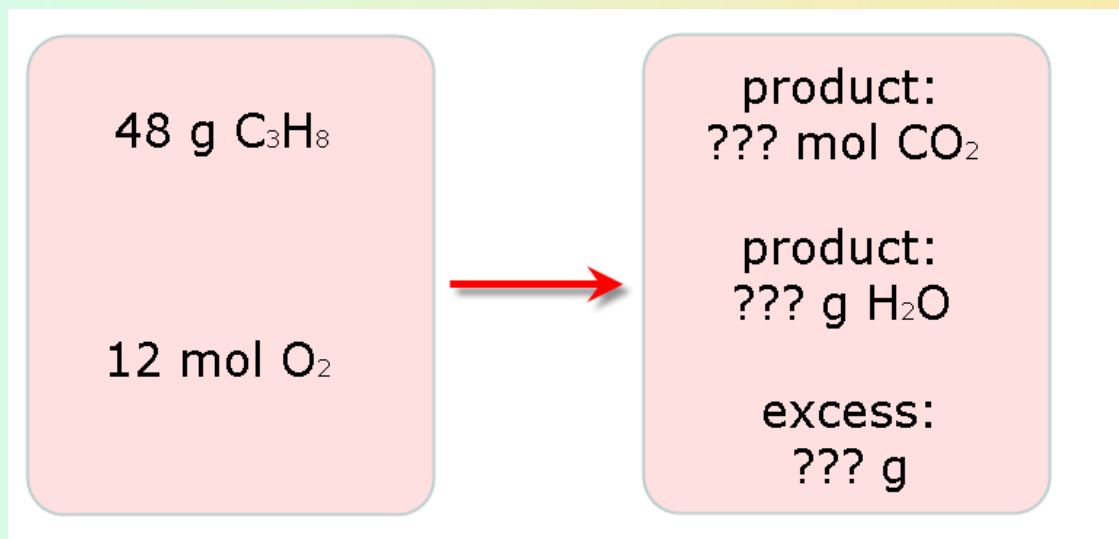 48 g C₃H₈
12 mol O₂
product:
??? mol CO₂
product:
??? g H₂O
excess:
??? g